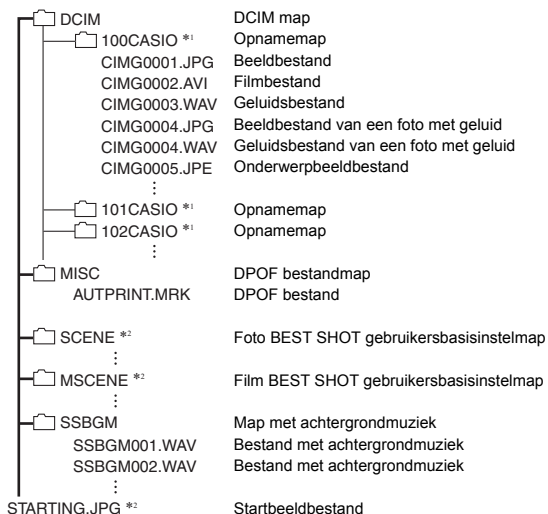 DCIM DCIM map
100CASIO *1 Opnamemap
CIMG0001.JPG Beeldbestand
CIMG0002.AVI Filmbestand
CIMG0003.WAV Geluidsbestand
CIMG0004.JPG Beeldbestand van een foto met geluid
CIMG0004.WAV Geluidsbestand van een foto met geluid
CIMG0005.JPE Onderwerpbeeldbestand
101CASIO *1 Opnamemap
102CASIO *1 Opnamemap
MISC DPOF bestandmap
AUTPRINT.MRK DPOF bestand
SCENE *2 Foto BEST SHOT gebruikersbasisinstelmap
MSCENE *2 Film BEST SHOT gebruikersbasisinstelmap
SSBGM Map met achtergrondmuziek
SSBGM001.WAV Bestand met achtergrondmuziek
SSBGM002.WAV Bestand met achtergrondmuziek
STARTING.JPG *2 Startbeeldbestand